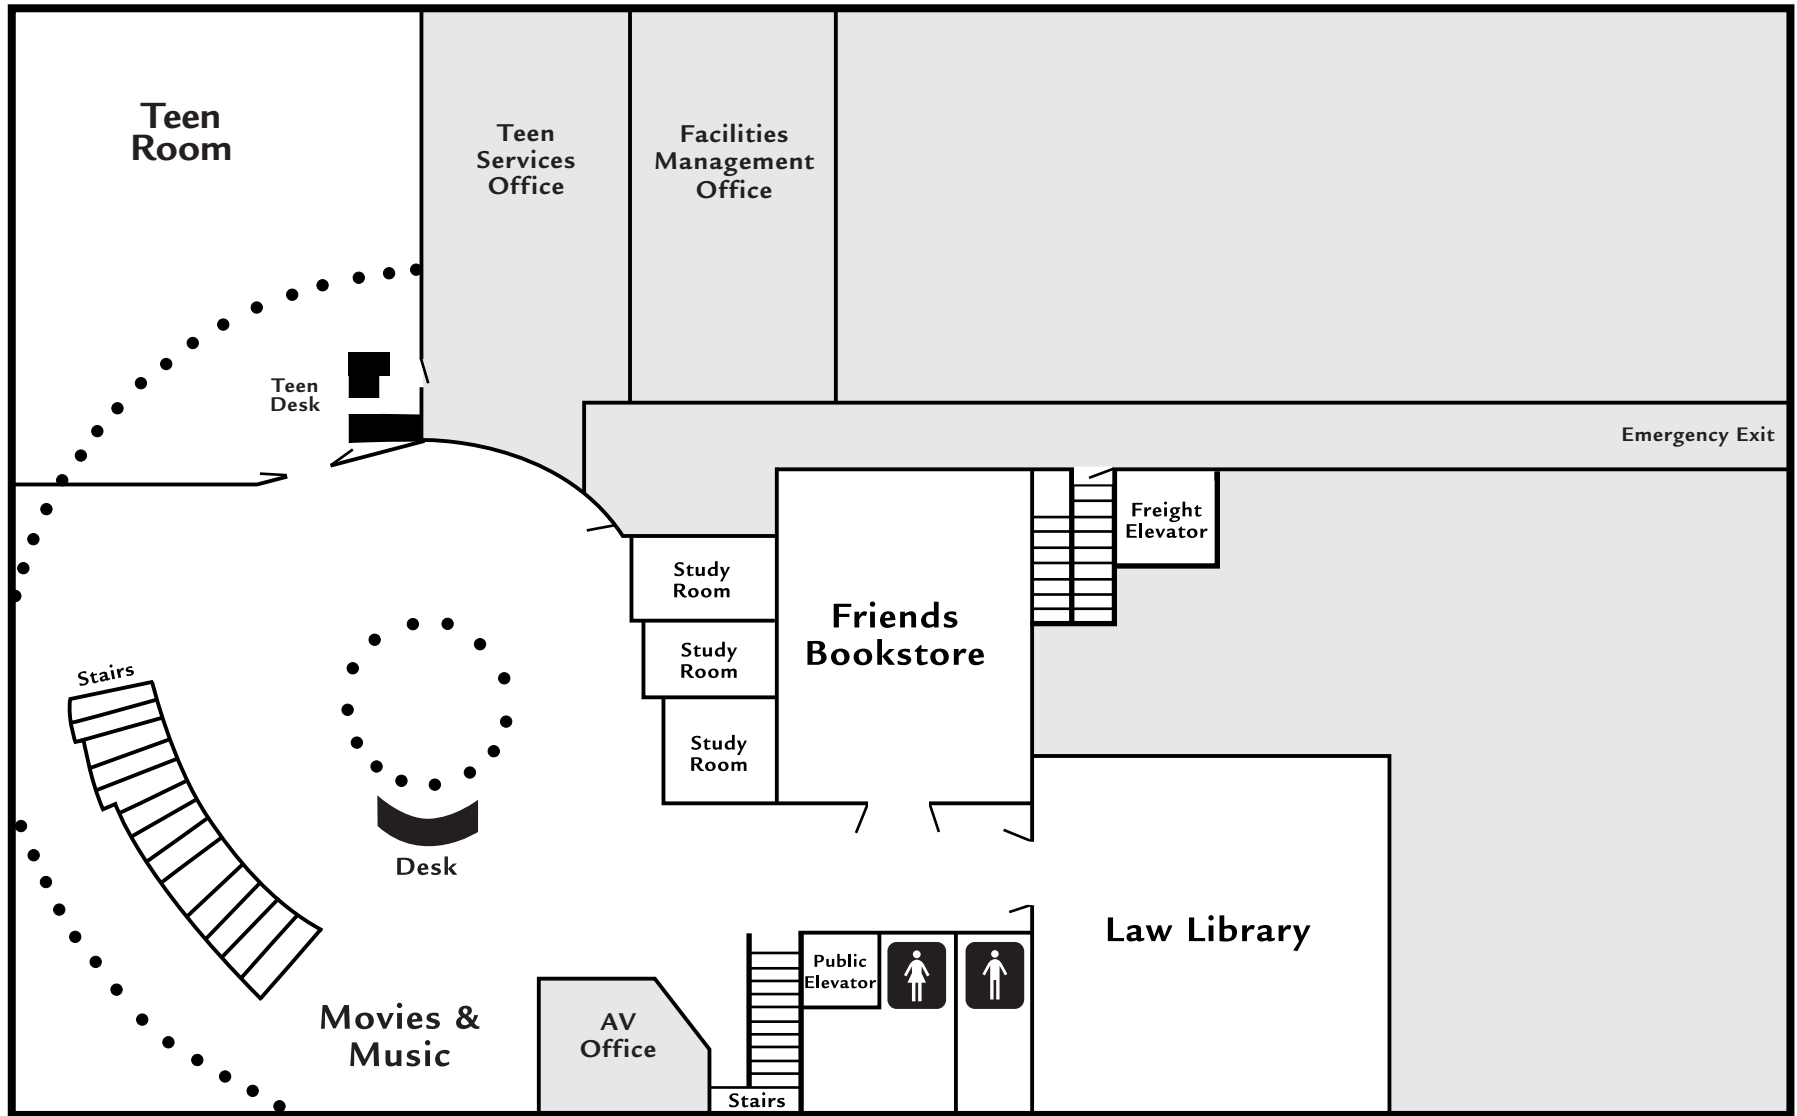 Teen
Room
Teen
Services
Office
Facilities
Management
Office
Teen
Desk
Emergency Exit
Freight
Elevator
Study
Room
Study
Room
Study
Room
Friends
Bookstore
Stairs
Desk
Law Library
Public
Elevator
Movies &
Music
AV
Office
Stairs